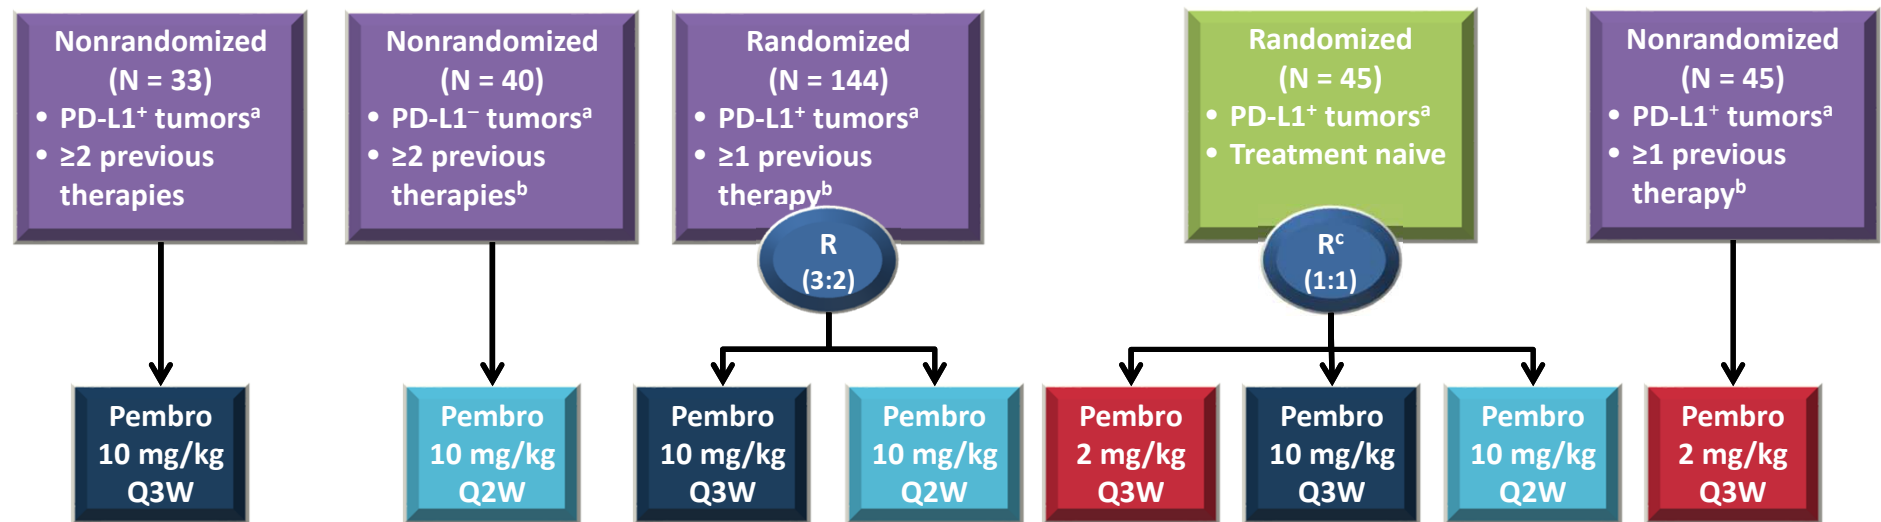 Nonrandomized
(N = 33)
• PD-L1⁺ tumorsᵃ
• ≥2 previous
therapies
Nonrandomized
(N = 40)
• PD-L1⁻ tumorsᵃ
• ≥2 previous
therapiesᵇ
Randomized
(N = 144)
• PD-L1⁺ tumorsᵃ
• ≥1 previous
therapyᵇ
R
(3:2)
Randomized
(N = 45)
• PD-L1⁺ tumorsᵃ
• Treatment naive
Rᶜ
(1:1)
Nonrandomized
(N = 45)
• PD-L1⁺ tumorsᵃ
• ≥1 previous
therapyᵇ
Pembro
10 mg/kg
Q3W
Pembro
10 mg/kg
Q2W
Pembro
10 mg/kg
Q3W
Pembro
10 mg/kg
Q2W
Pembro
2 mg/kg
Q3W
Pembro
10 mg/kg
Q3W
Pembro
10 mg/kg
Q2W
Pembro
2 mg/kg
Q3W